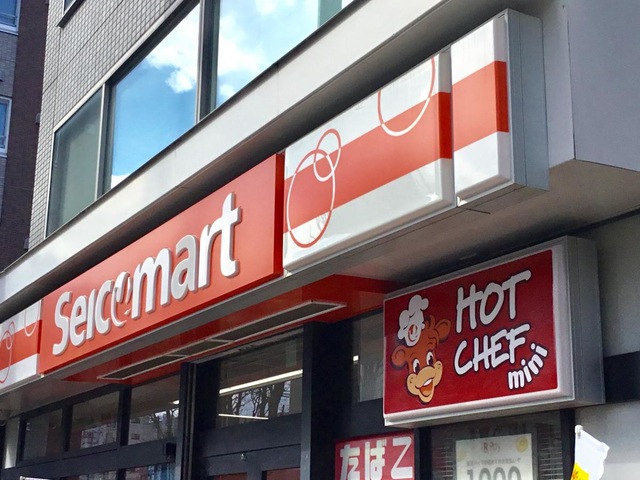 Seicomart
HOT
CHEF
mini
たばこ
1000